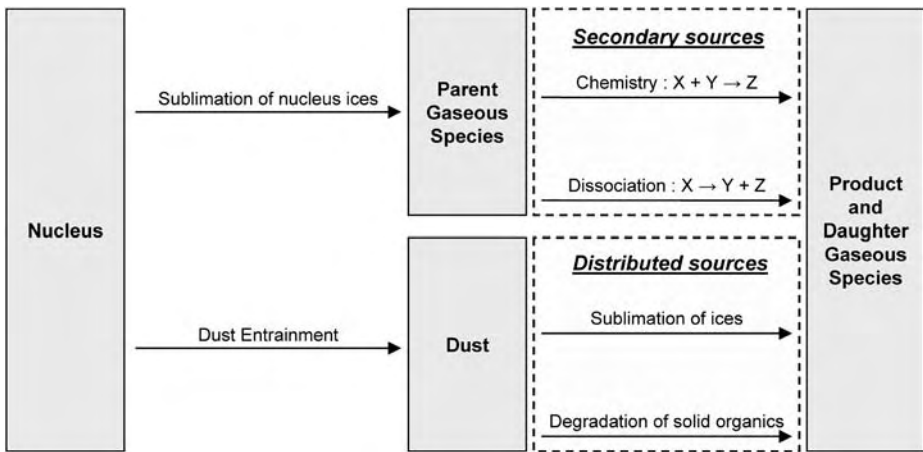 Nucleus
Sublimation of nucleus ices
Parent
Gaseous
Species
Secondary sources
Chemistry : X + Y → Z
Dissociation : X → Y + Z
Dust Entrainment
Dust
Distributed sources
Sublimation of ices
Degradation of solid organics
Product
and
Daughter
Gaseous
Species